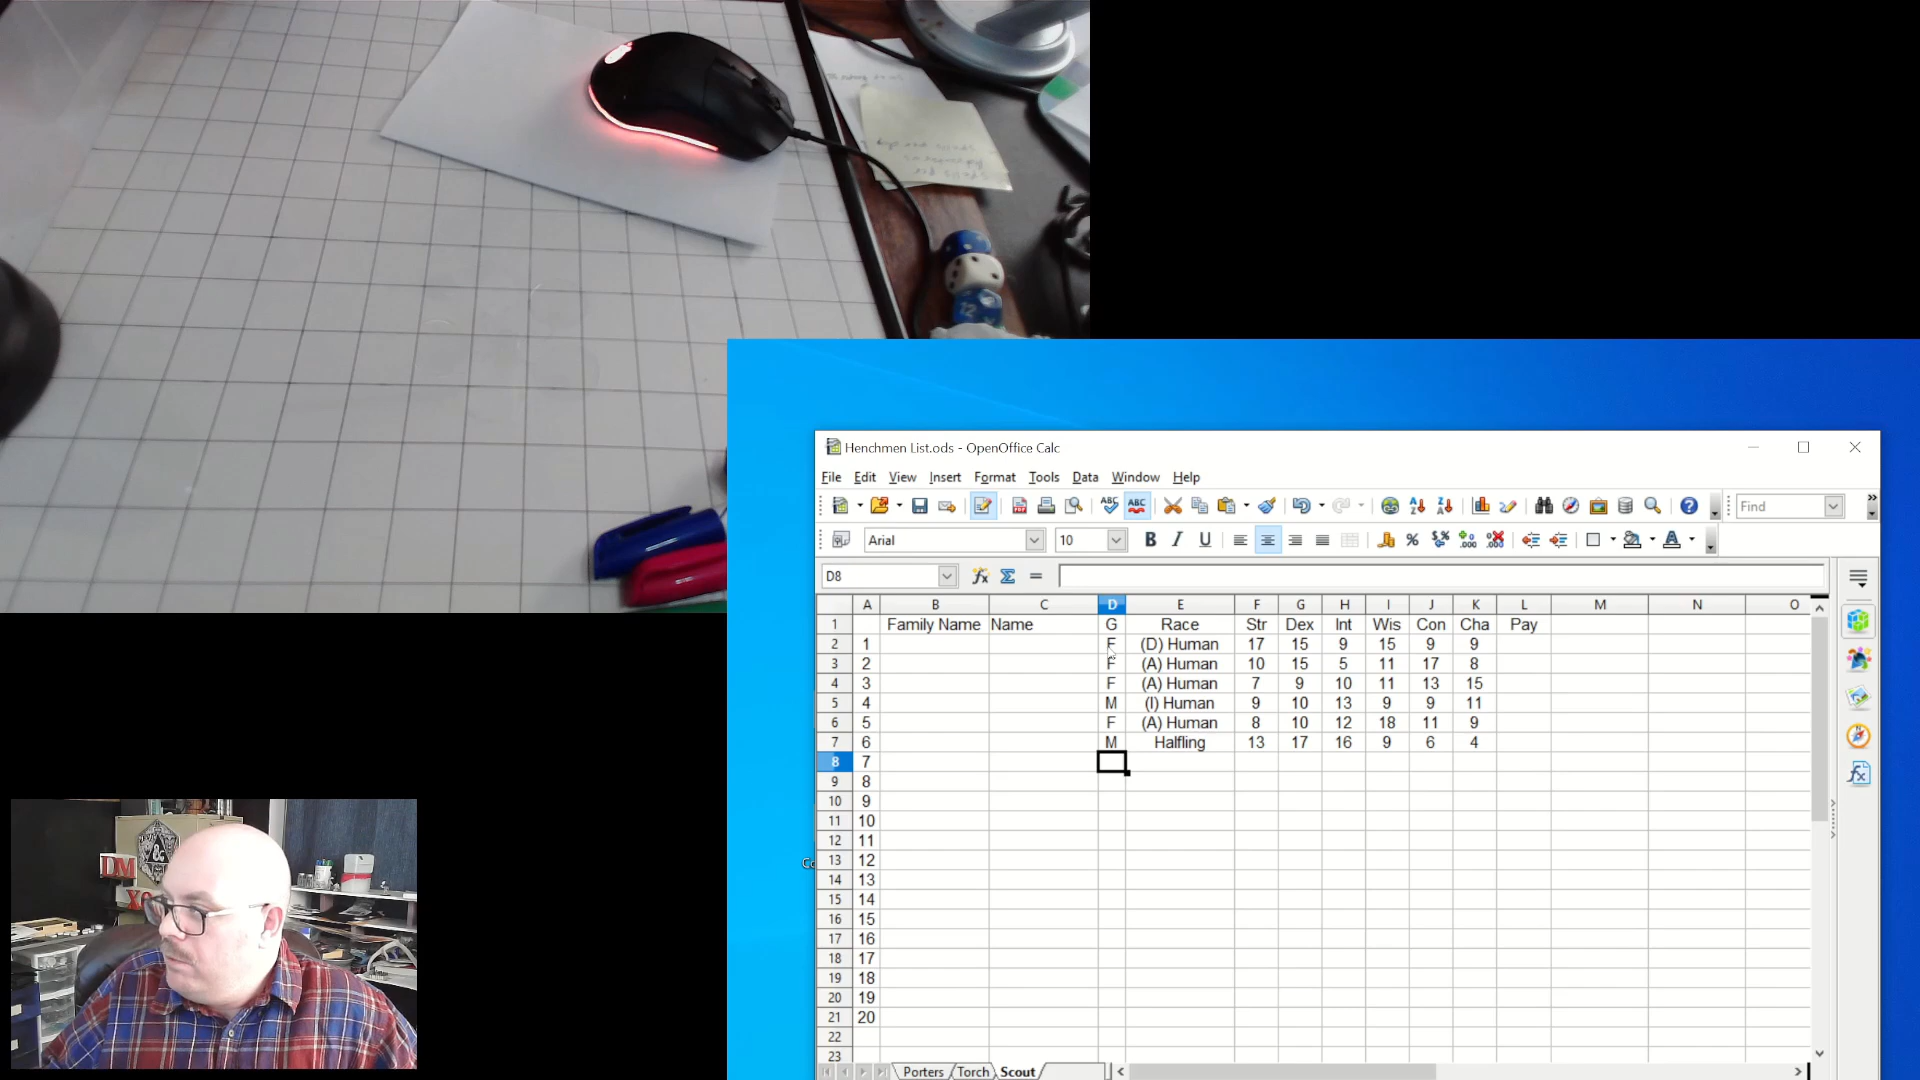 12
Henchmen List.ods - OpenOffice Calc
File Edit View Insert Format Tools Data Window Help
Find
Arial 10 B I U
D8
A B C D E F G H I J K L M N O
1 Family Name Name G Race Str Dex Int Wis Con Cha Pay
2 1 F (D) Human 17 15 9 15 9 9
3 2 F (A) Human 10 15 5 11 17 8
4 3 F (A) Human 7 9 10 11 13 15
5 4 M (I) Human 9 10 13 9 9 11
6 5 F (A) Human 8 10 12 18 11 9
7 6 M Halfling 13 17 16 9 6 4
8 7
9 8
10 9
11 10
12 11
13 12
14 13
15 14
16 15
17 16
18 17
19 18
20 19
21 20
22
23
Porters Torch Scout
DM